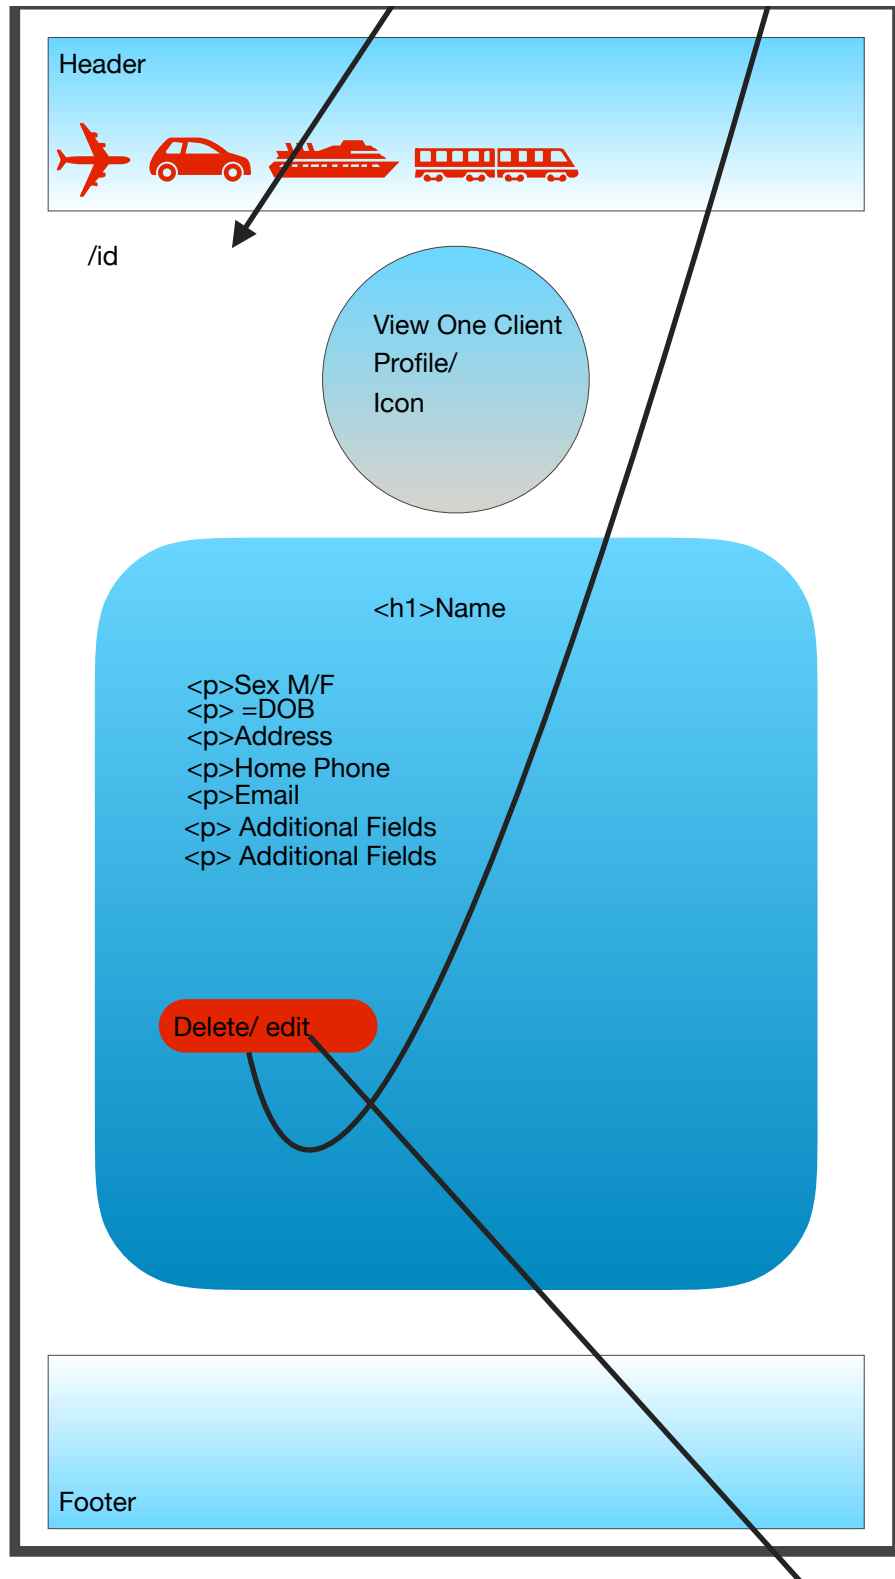 Header
/id
View One Client
Profile/
Icon
<h1>Name
<p>Sex M/F
<p> =DOB
<p>Address
<p>Home Phone
<p>Email
<p> Additional Fields
<p> Additional Fields
Delete/ edit
Footer